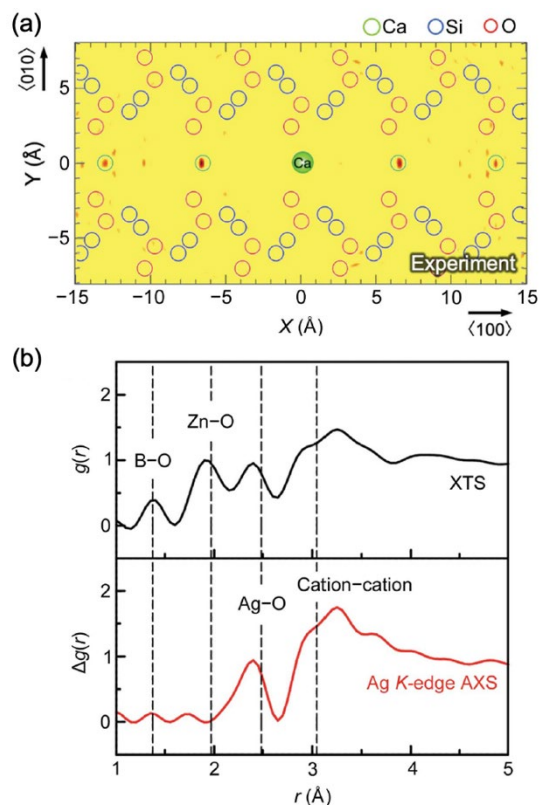 (a)
Ca Si O
⟨010⟩
Y (Å)
5
0
−5
Ca
Experiment
−15 −10 −5 0 5 10 15
X (Å)
⟨100⟩
(b)
g(r)
2
1
0
Zn−O
B−O
XTS
Δg(r)
2
1
0
Cation−cation
Ag−O
Ag K-edge AXS
1 2 3 4 5
r (Å)